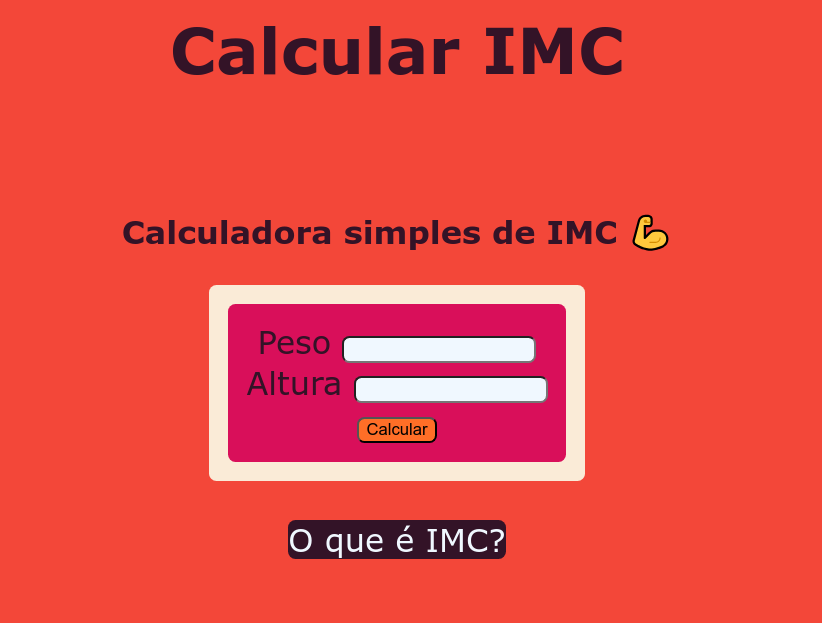 Calcular IMC
Calculadora simples de IMC 💪
Peso
Altura
Calcular
O que é IMC?